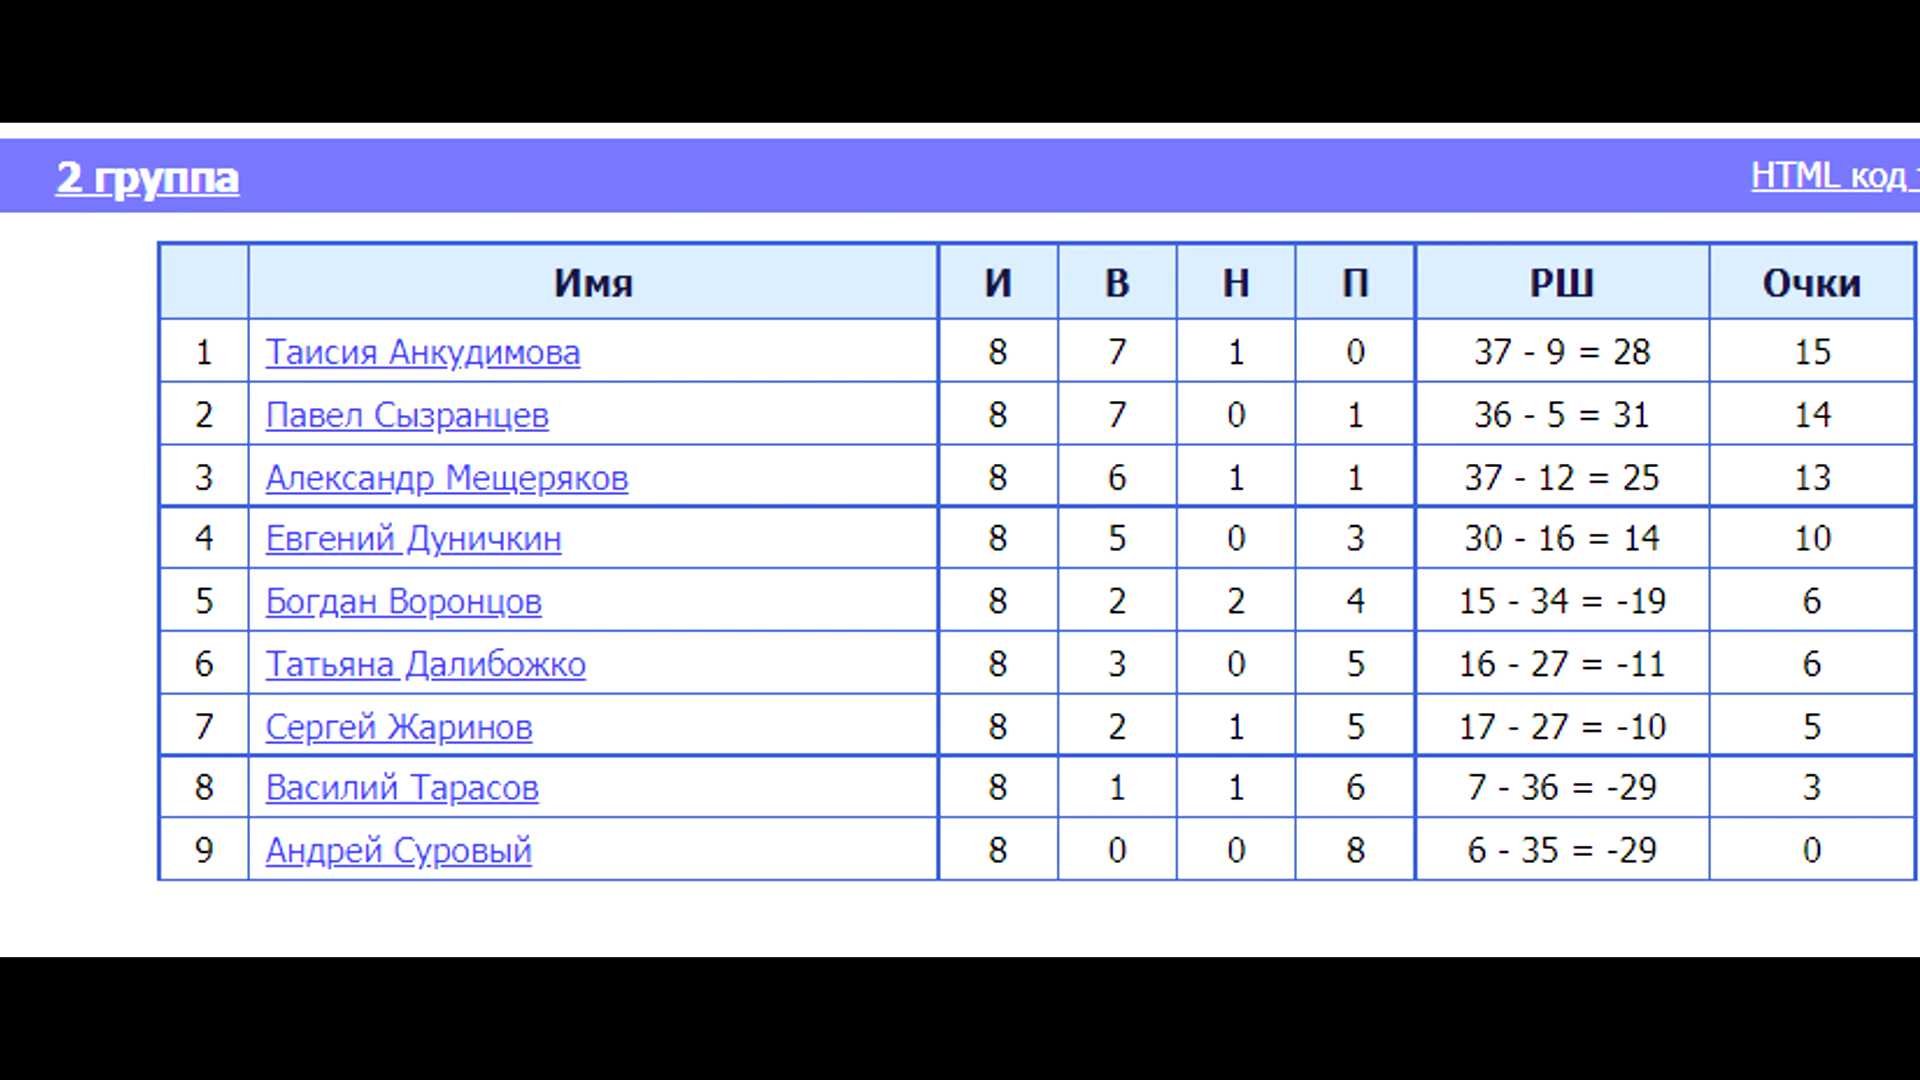 2 группа HTML код
Имя И В Н П РШ Очки
1 Таисия Анкудимова 8 7 1 0 37 - 9 = 28 15
2 Павел Сызранцев 8 7 0 1 36 - 5 = 31 14
3 Александр Мещеряков 8 6 1 1 37 - 12 = 25 13
4 Евгений Дуничкин 8 5 0 3 30 - 16 = 14 10
5 Богдан Воронцов 8 2 2 4 15 - 34 = -19 6
6 Татьяна Далибожко 8 3 0 5 16 - 27 = -11 6
7 Сергей Жаринов 8 2 1 5 17 - 27 = -10 5
8 Василий Тарасов 8 1 1 6 7 - 36 = -29 3
9 Андрей Суровый 8 0 0 8 6 - 35 = -29 0